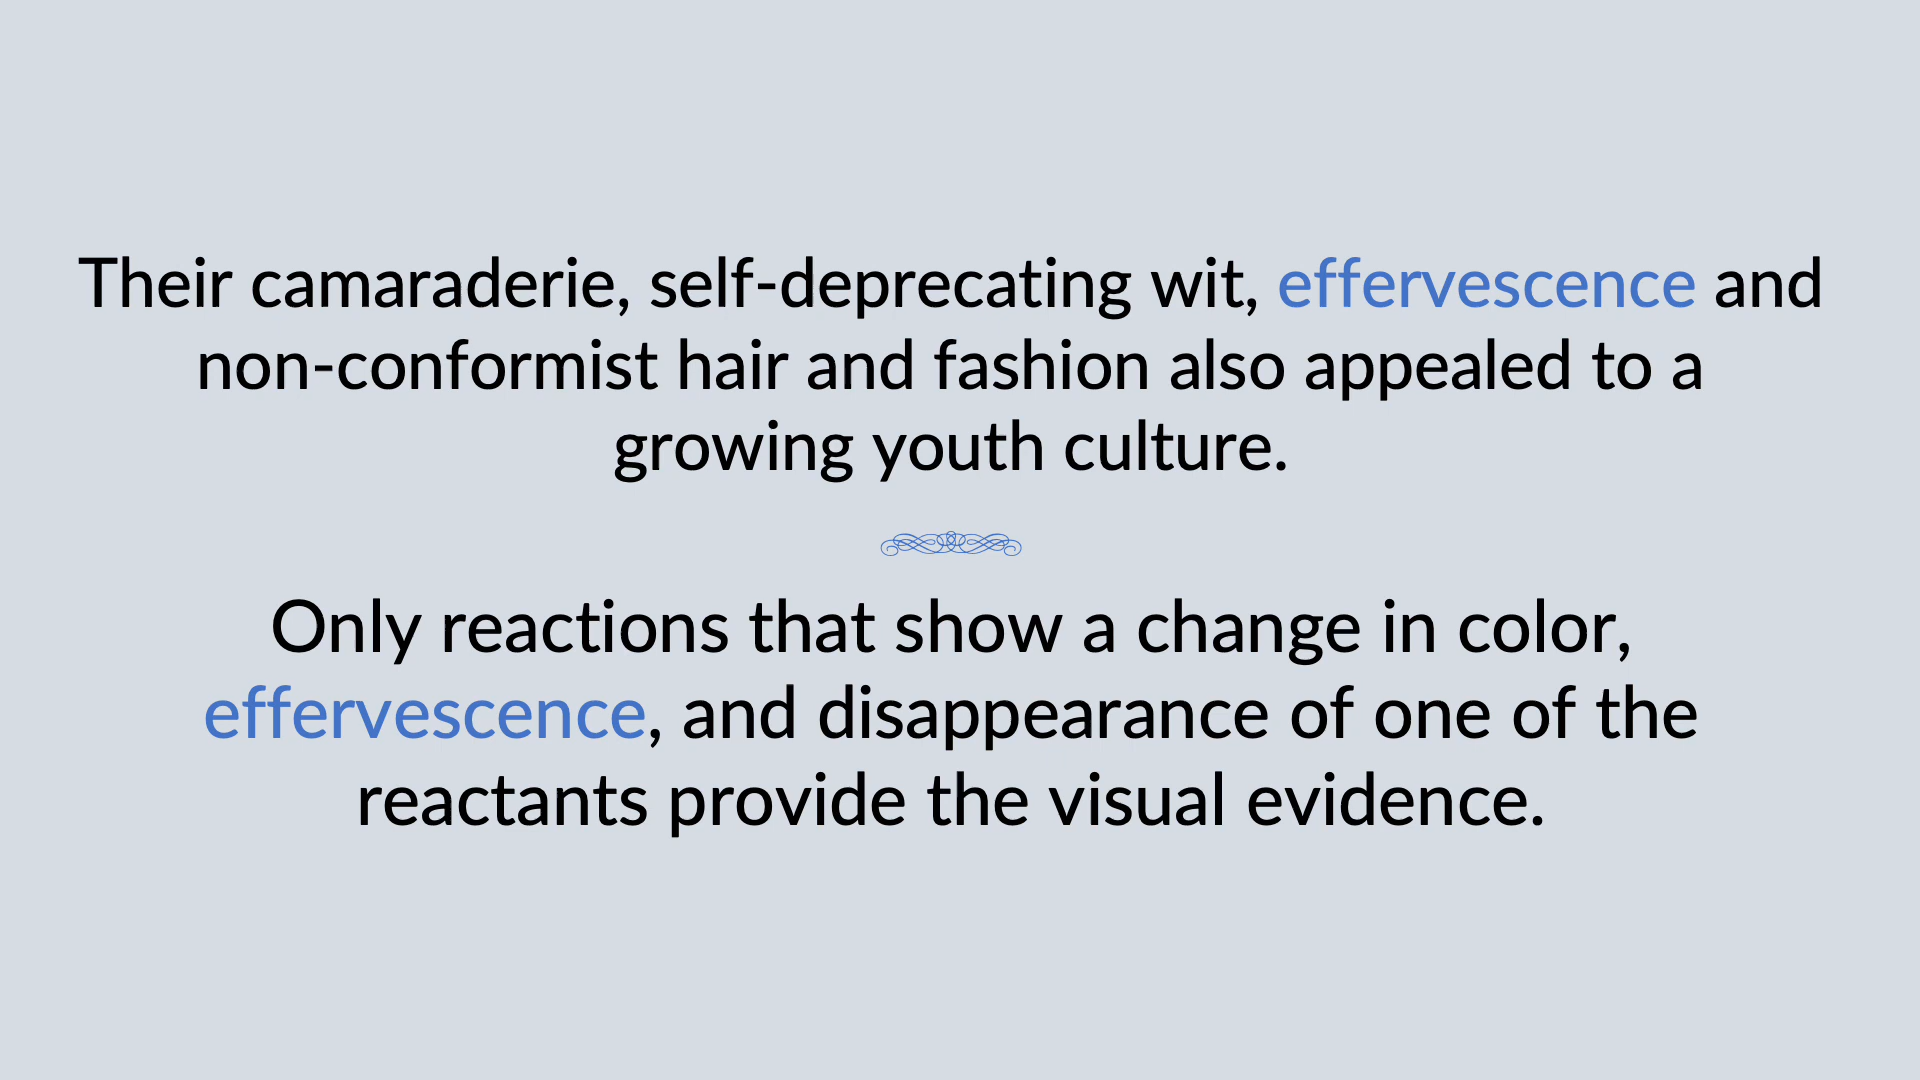 Their camaraderie, self-deprecating wit, effervescence and
non-conformist hair and fashion also appealed to a
growing youth culture.
Only reactions that show a change in color,
effervescence, and disappearance of one of the
reactants provide the visual evidence.